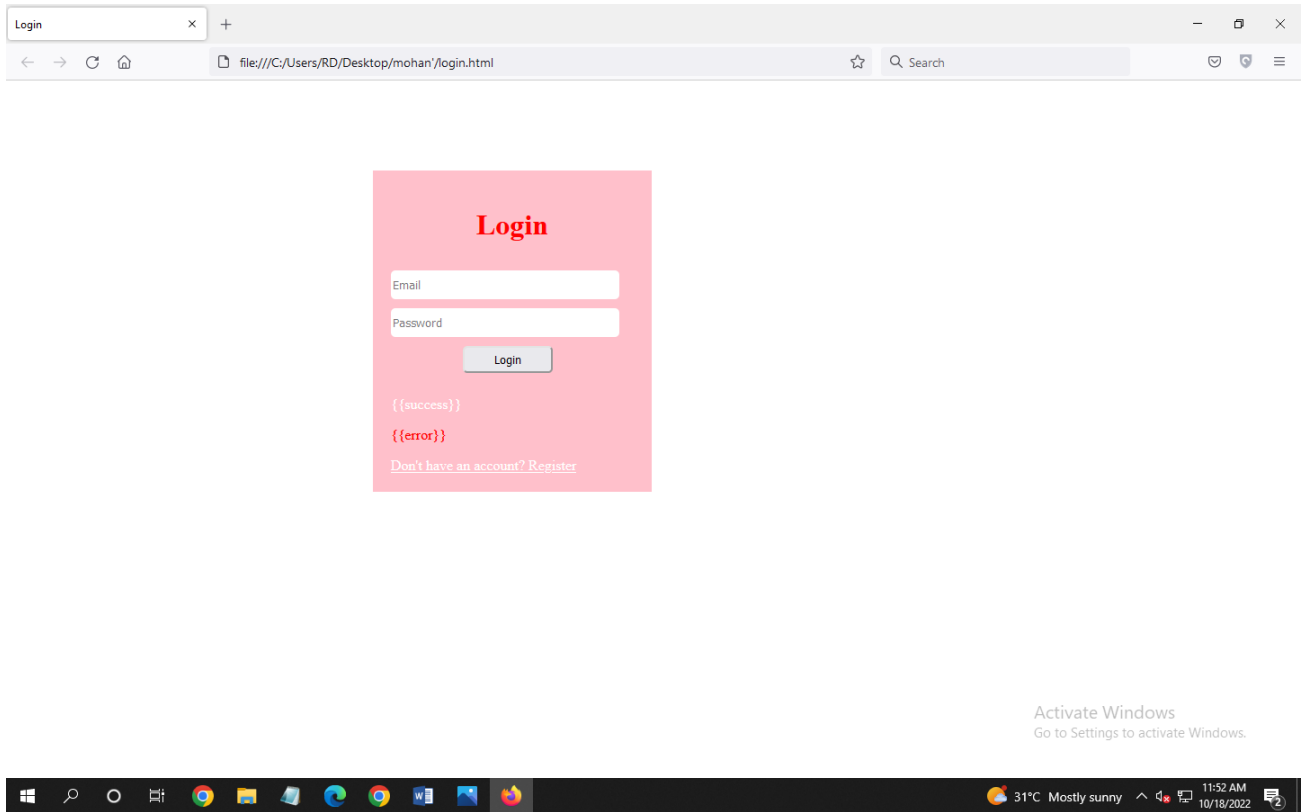 Login
file:///C:/Users/RD/Desktop/mohan'/login.html
Search
Login
Email
Password
Login
{{success}}
{{error}}
Don't have an account? Register
Activate Windows
Go to Settings to activate Windows.
31°C Mostly sunny
11:52 AM
10/18/2022
2